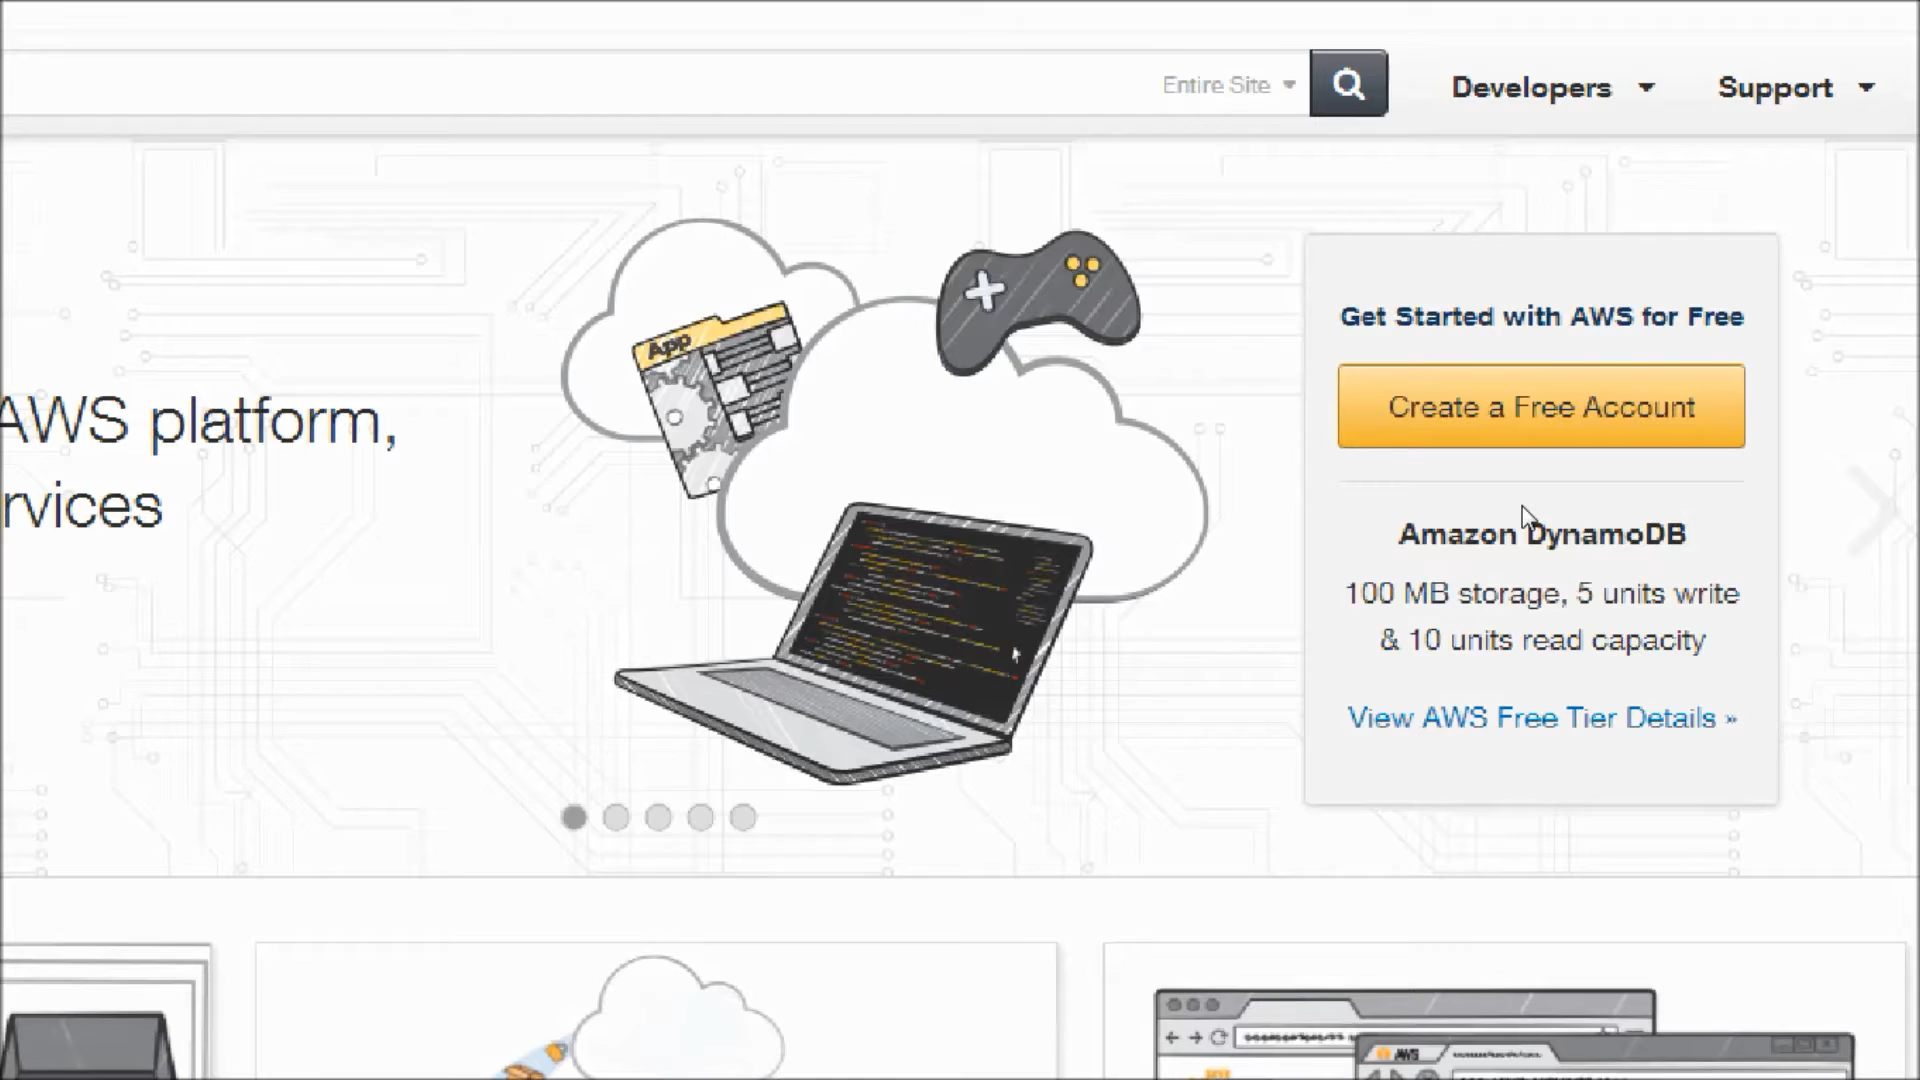 Entire Site
Developers
Support
App
AWS platform,
rvices
Get Started with AWS for Free
Create a Free Account
Amazon DynamoDB
100 MB storage, 5 units write
& 10 units read capacity
View AWS Free Tier Details »
AWS